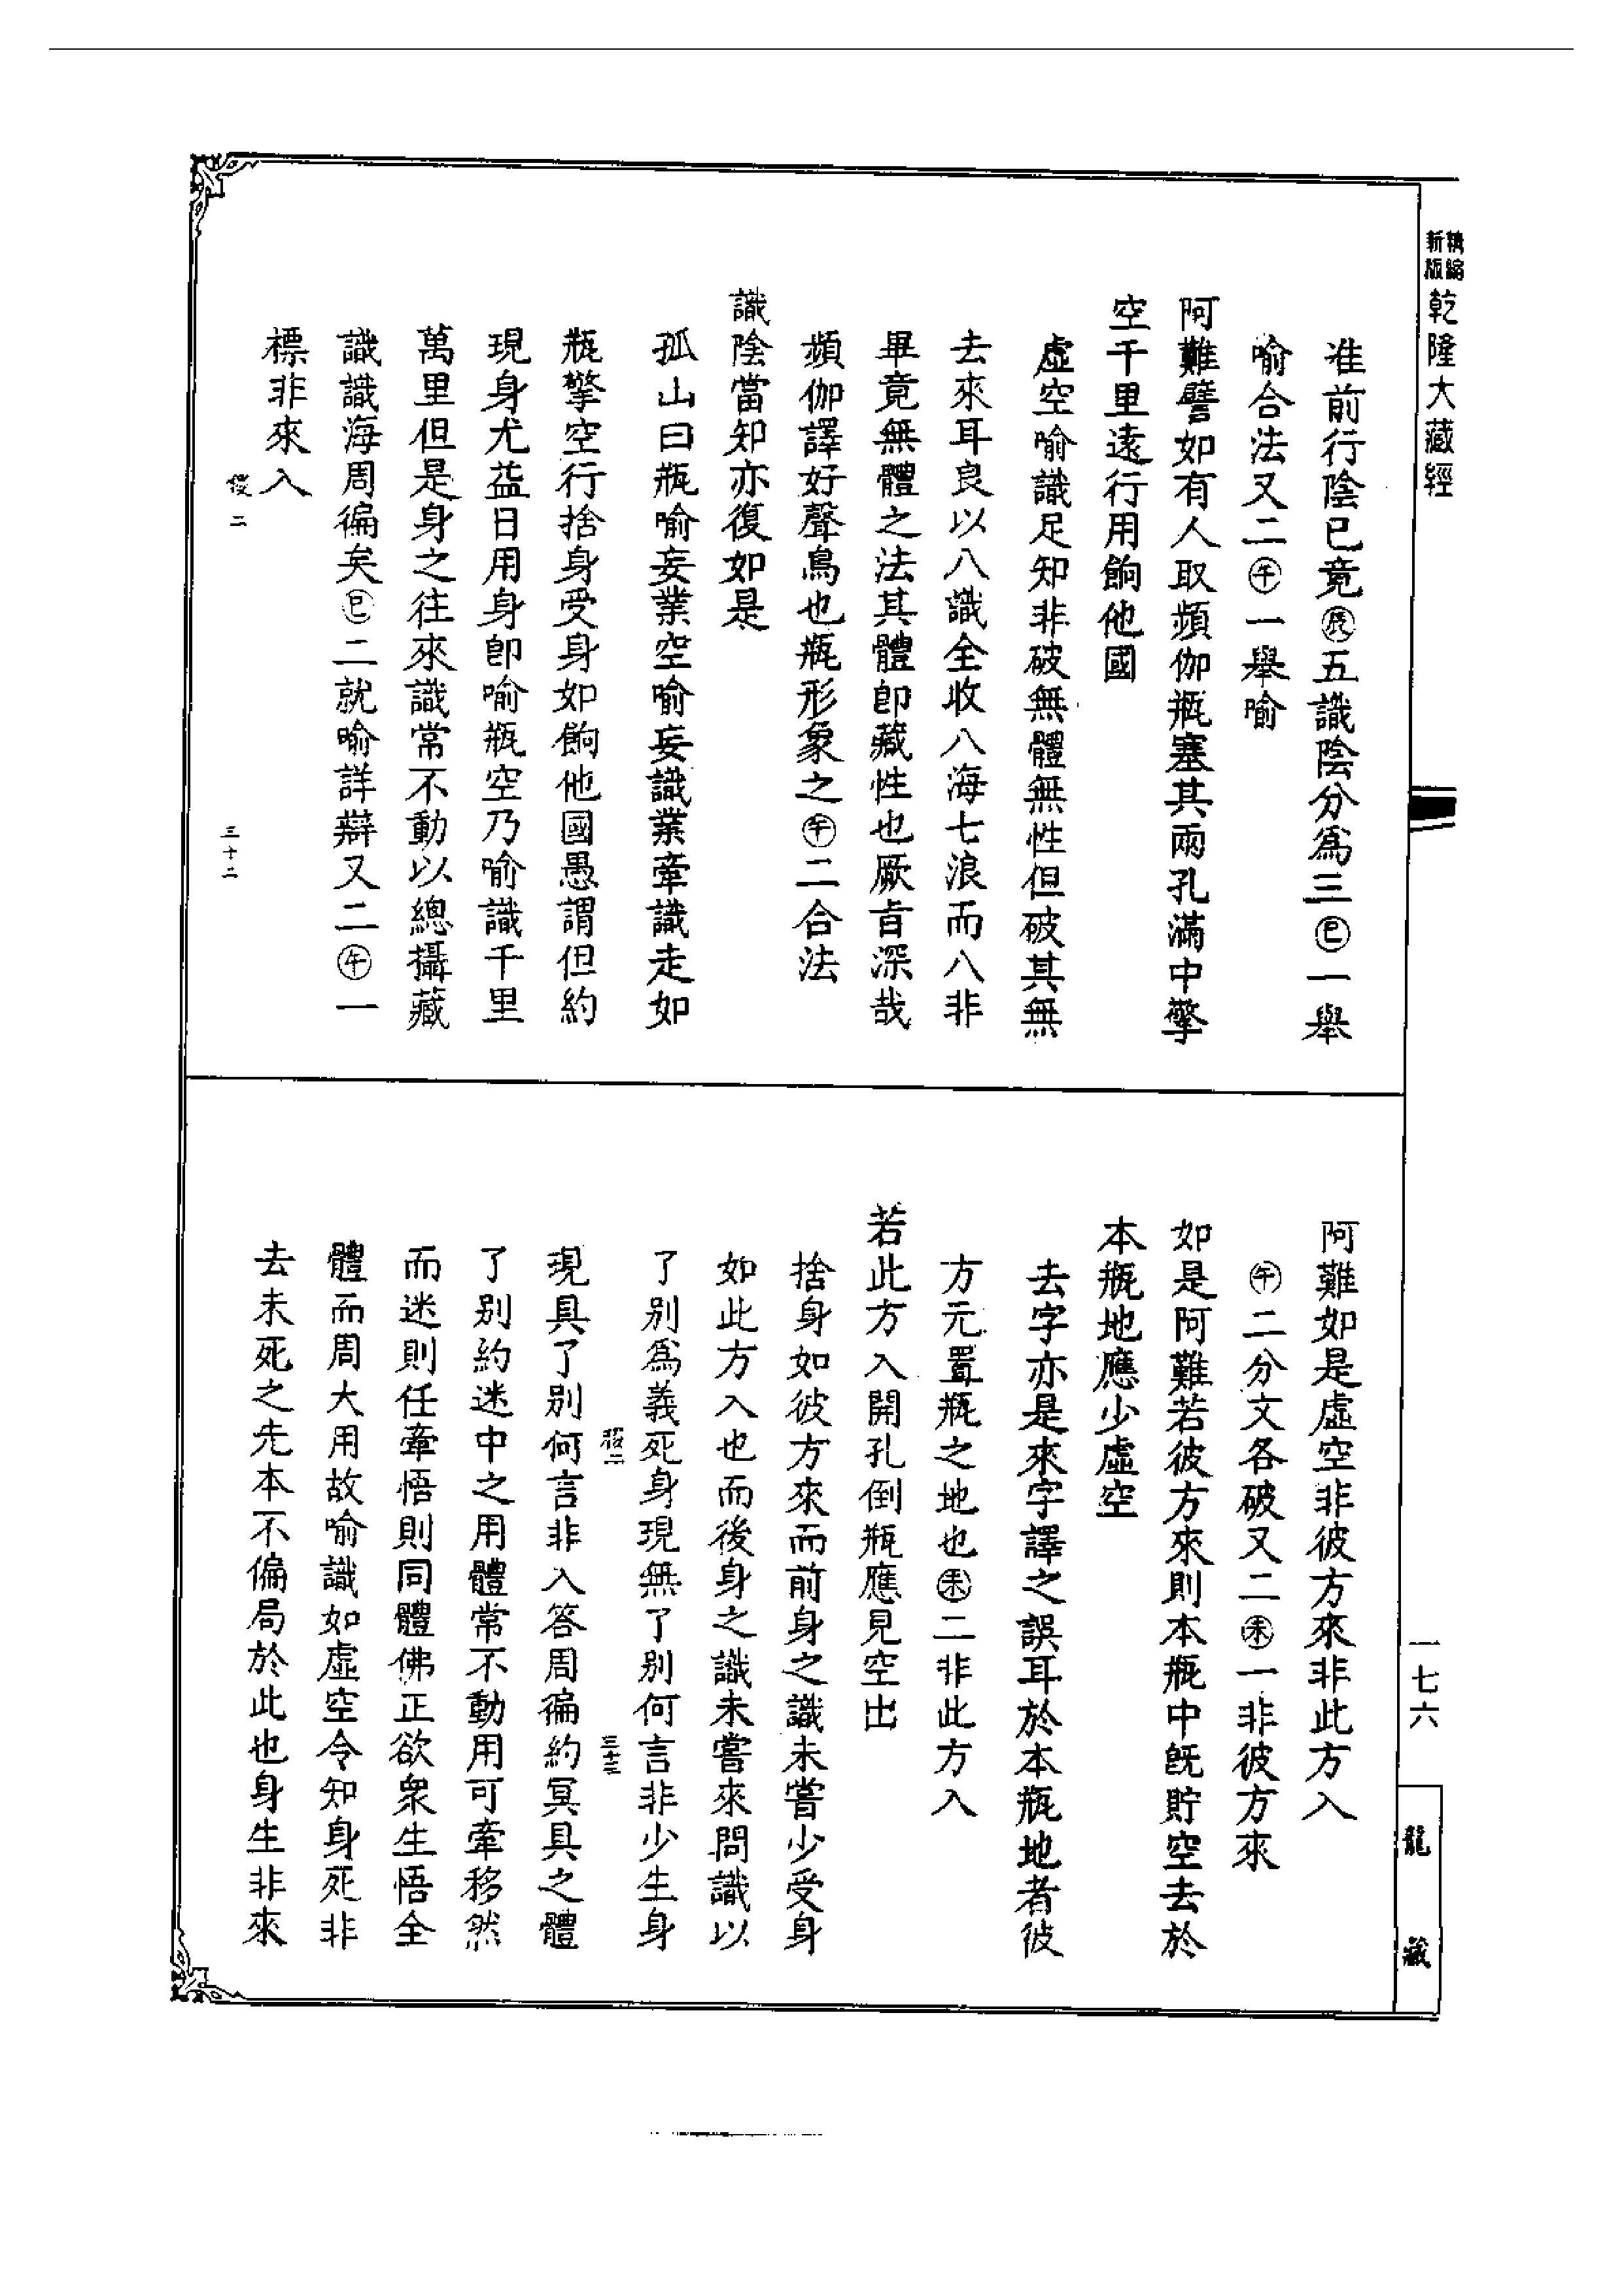 精縮
新版
乾隆大藏經
准前行陰已竟㊀辰五識陰分爲三㊀巳一舉
喻合法又二㊀午一舉喻
阿難譬如有人取頻伽瓶塞其兩孔滿中擎
空千里遠行用餉他國
虛空喻識足知非破無體無性但破其無
去來耳良以八識全收八海七浪而八非
畢竟無體之法其體卽藏性也厥旨深哉
頻伽譯好聲鳥也瓶形象之㊀午二合法
識陰當知亦復如是
孤山曰瓶喻妄業空喻妄識業牽識走如
瓶擎空行捨身受身如餉他國愚謂但約
現身尤益日用身卽喻瓶空乃喻識千里
萬里但是身之往來識常不動以總攝藏
識識海周徧矣㊀巳二就喻詳辯又二㊀午一
標非來入
二
三十二
阿難如是虛空非彼方來非此方入
㊀午二分文各破又二㊀未一非彼方來
如是阿難若彼方來則本瓶中旣貯空去於
本瓶地應少虛空
去字亦是來字譯之誤耳於本瓶地者彼
方元置瓶之地也㊀未二非此方入
若此方入開孔倒瓶應見空出
捨身如彼方來而前身之識未嘗少受身
如此方入也而後身之識未嘗來問識以
了別爲義死身現無了別何言非少生身
二
三十三
現具了別何言非入答周徧約冥具之體
了別約迷中之用體常不動用可牽移然
而迷則任牽悟則同體佛正欲衆生悟全
體而周大用故喻識如虛空令知身死非
去未死之先本不偏局於此也身生非來
一七六
龍藏